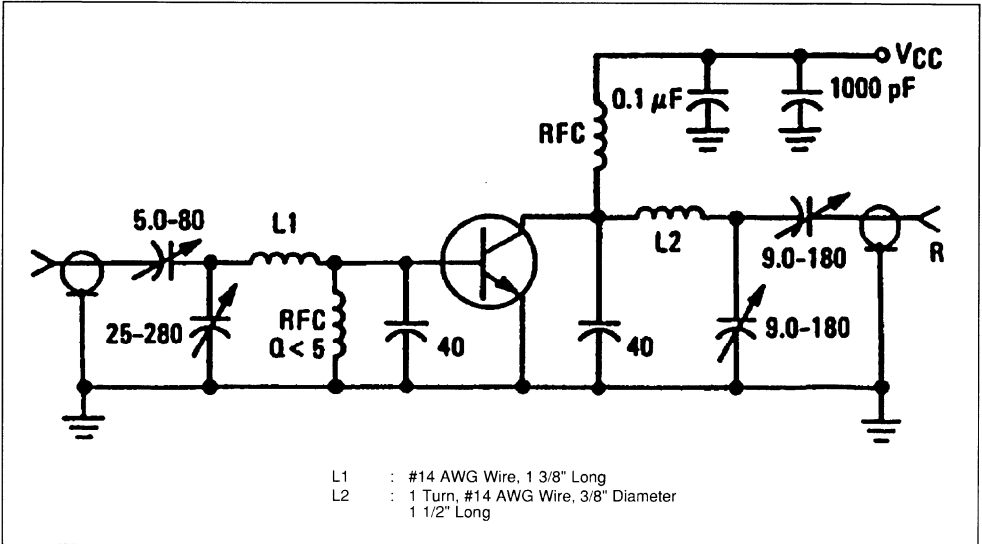 VCC
0.1 µF
1000 pF
RFC
5.0-80
L1
L2
9.0-180
R
25-280
RFC
Q < 5
40
40
9.0-180
L1 : #14 AWG Wire, 1 3/8" Long
L2 : 1 Turn, #14 AWG Wire, 3/8" Diameter
1 1/2" Long